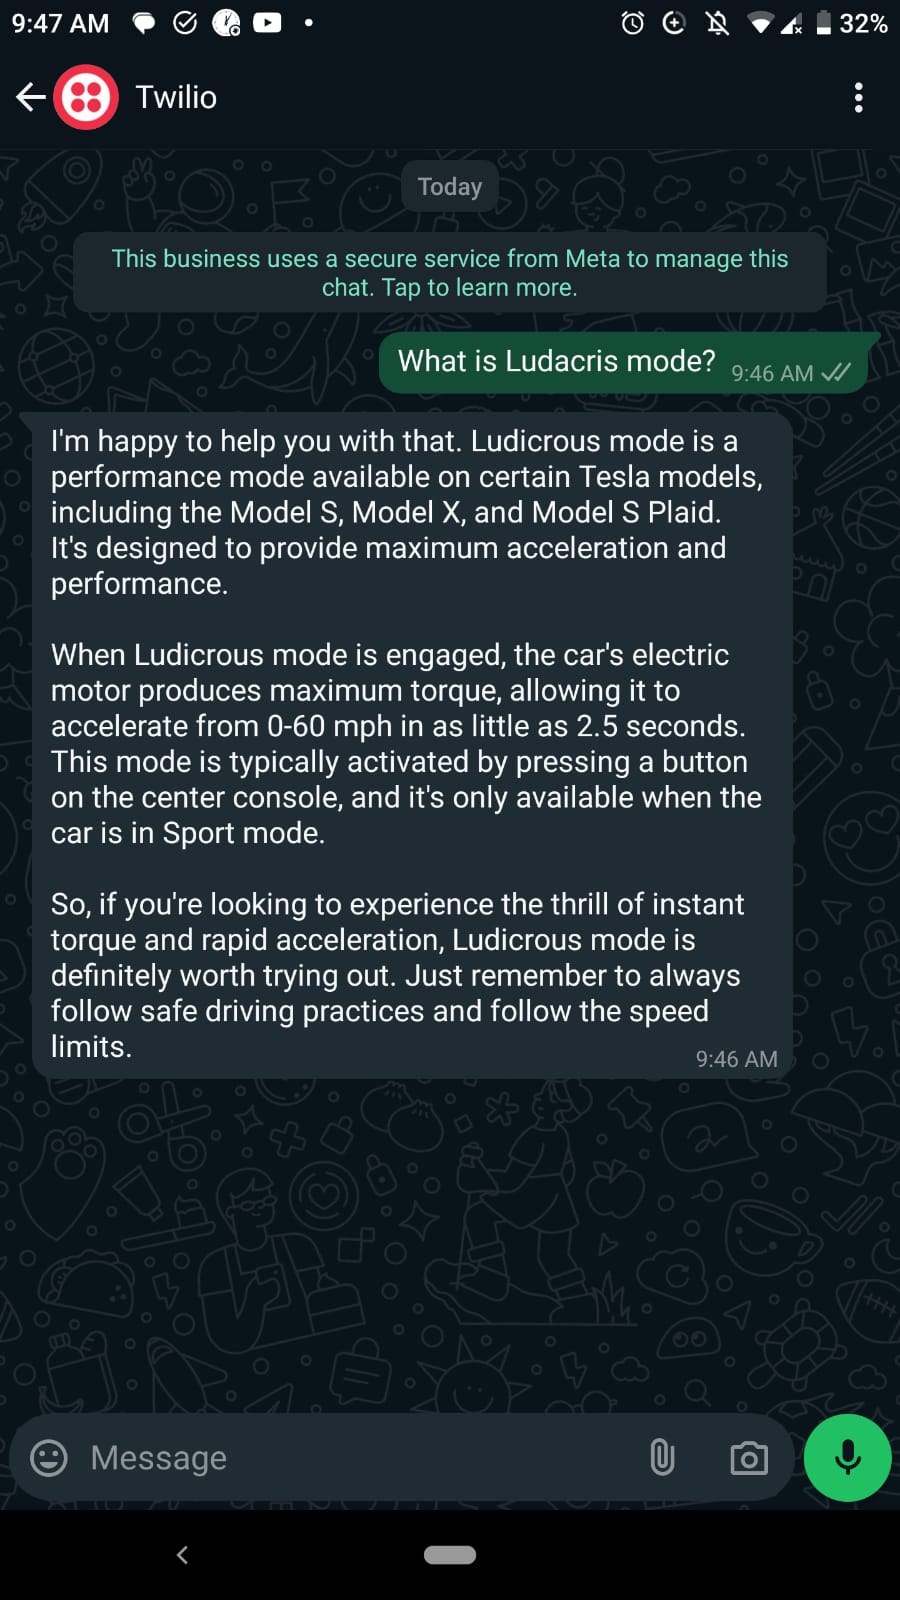 9:47 AM
32%
Twilio
Today
This business uses a secure service from Meta to manage this
chat. Tap to learn more.
What is Ludacris mode?
9:46 AM
I'm happy to help you with that. Ludicrous mode is a
performance mode available on certain Tesla models,
including the Model S, Model X, and Model S Plaid.
It's designed to provide maximum acceleration and
performance.
When Ludicrous mode is engaged, the car's electric
motor produces maximum torque, allowing it to
accelerate from 0-60 mph in as little as 2.5 seconds.
This mode is typically activated by pressing a button
on the center console, and it's only available when the
car is in Sport mode.
So, if you're looking to experience the thrill of instant
torque and rapid acceleration, Ludicrous mode is
definitely worth trying out. Just remember to always
follow safe driving practices and follow the speed
limits.
9:46 AM
Message